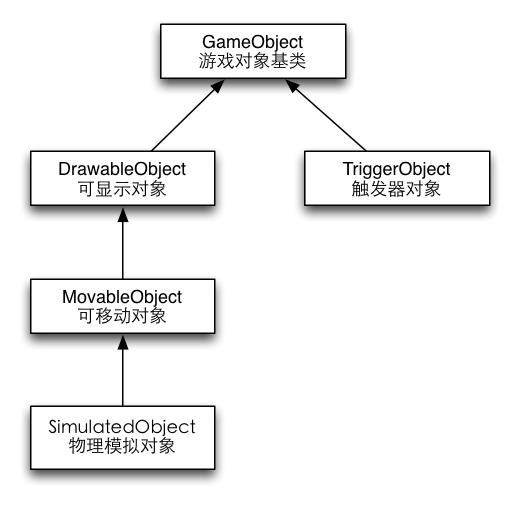 GameObject
游戏对象基类
DrawableObject
可显示对象
TriggerObject
触发器对象
MovableObject
可移动对象
SimulatedObject
物理模拟对象